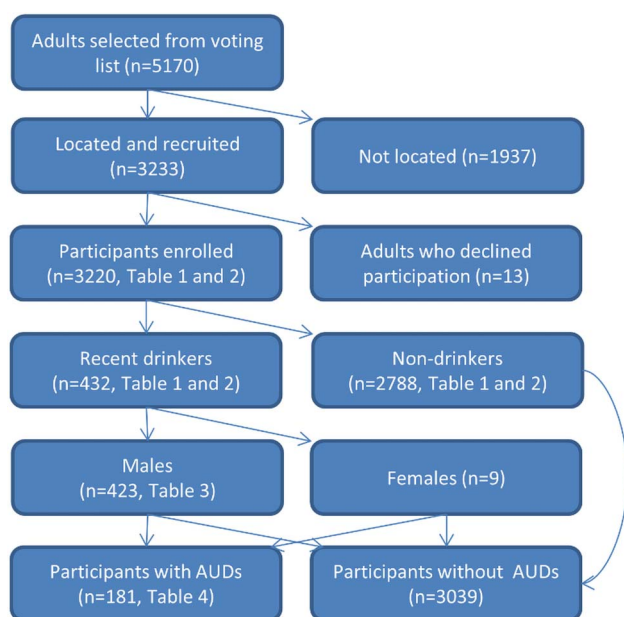 Adults selected from voting
list (n=5170)
Located and recruited
(n=3233)
Not located (n=1937)
Participants enrolled
(n=3220, Table 1 and 2)
Adults who declined
participation (n=13)
Recent drinkers
(n=432, Table 1 and 2)
Non-drinkers
(n=2788, Table 1 and 2)
Males
(n=423, Table 3)
Females (n=9)
Participants with AUDs
(n=181, Table 4)
Participants without AUDs
(n=3039)